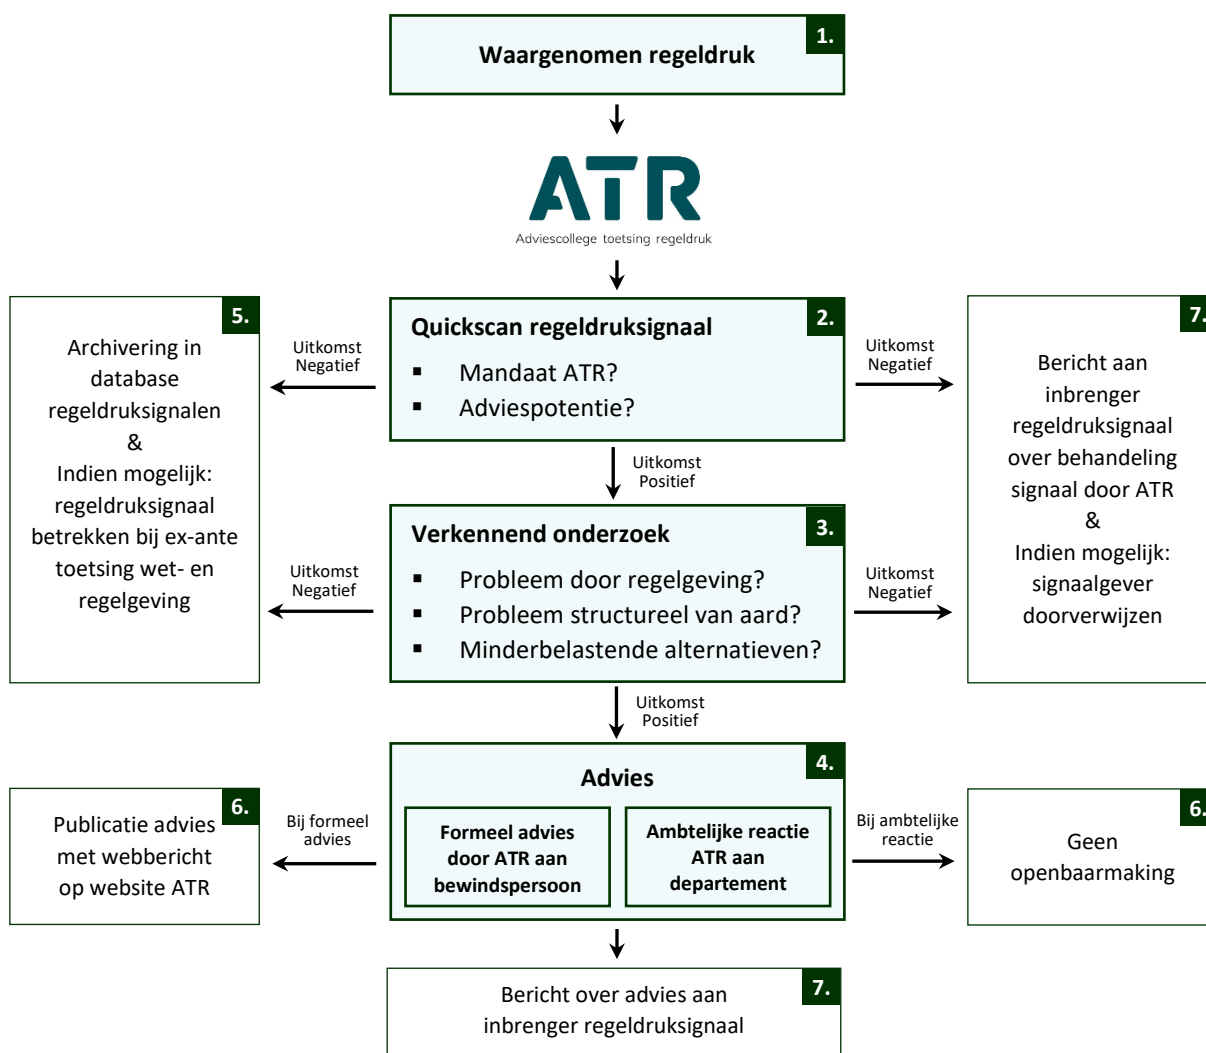 1.
Waargenomen regeldruk
ATR
Adviescollege toetsing regeldruk
5.
Archivering in
database
regeldruksignalen
&
Indien mogelijk:
regeldruksignaal
betrekken bij ex-ante
toetsing wet- en
regelgeving
Uitkomst
Negatief
2.
Quickscan regeldruksignaal
▪ Mandaat ATR?
▪ Adviespotentie?
Uitkomst
Negatief
7.
Bericht aan
inbrenger
regeldruksignaal
over behandeling
signaal door ATR
&
Indien mogelijk:
signaalgever
doorverwijzen
Uitkomst
Positief
Uitkomst
Negatief
3.
Verkennend onderzoek
▪ Probleem door regelgeving?
▪ Probleem structureel van aard?
▪ Minderbelastende alternatieven?
Uitkomst
Negatief
Uitkomst
Positief
6.
Publicatie advies
met webbericht
op website ATR
Bij formeel
advies
4.
Advies
Formeel advies
door ATR aan
bewindspersoon
Ambtelijke reactie
ATR aan
departement
Bij ambtelijke
reactie
6.
Geen
openbaarmaking
7.
Bericht over advies aan
inbrenger regeldruksignaal